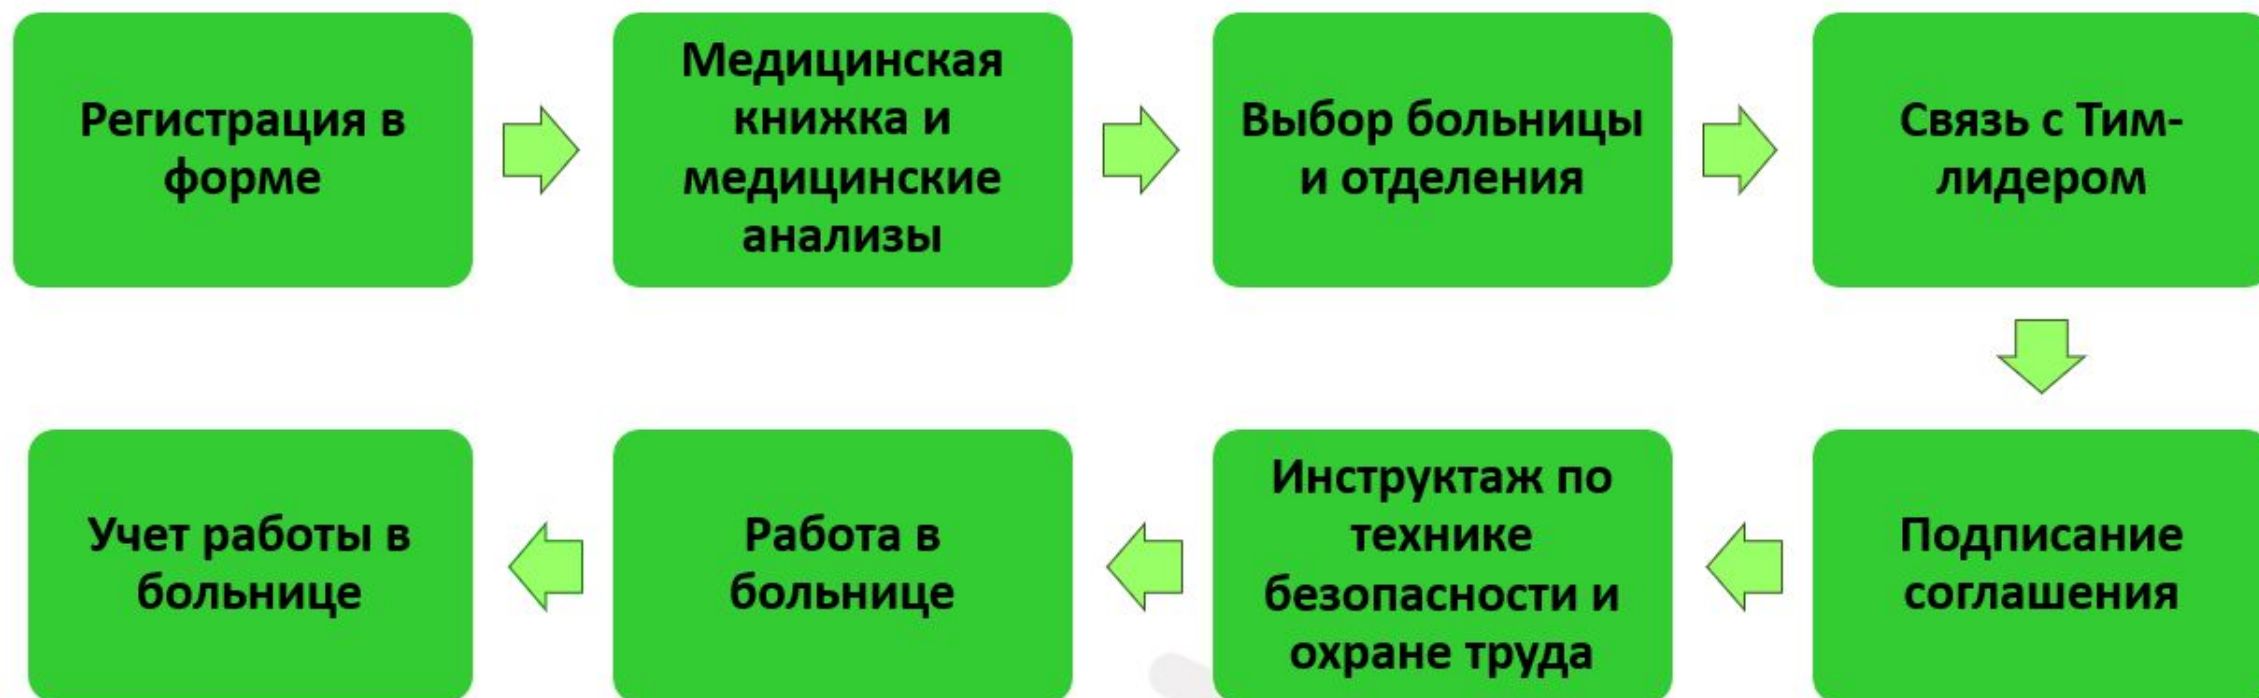 Регистрация в
форме
Медицинская
книжка и
медицинские
анализы
Выбор больницы
и отделения
Связь с Тим-
лидером
Подписание
соглашения
Инструктаж по
технике
безопасности и
охране труда
Работа в
больнице
Учет работы в
больнице